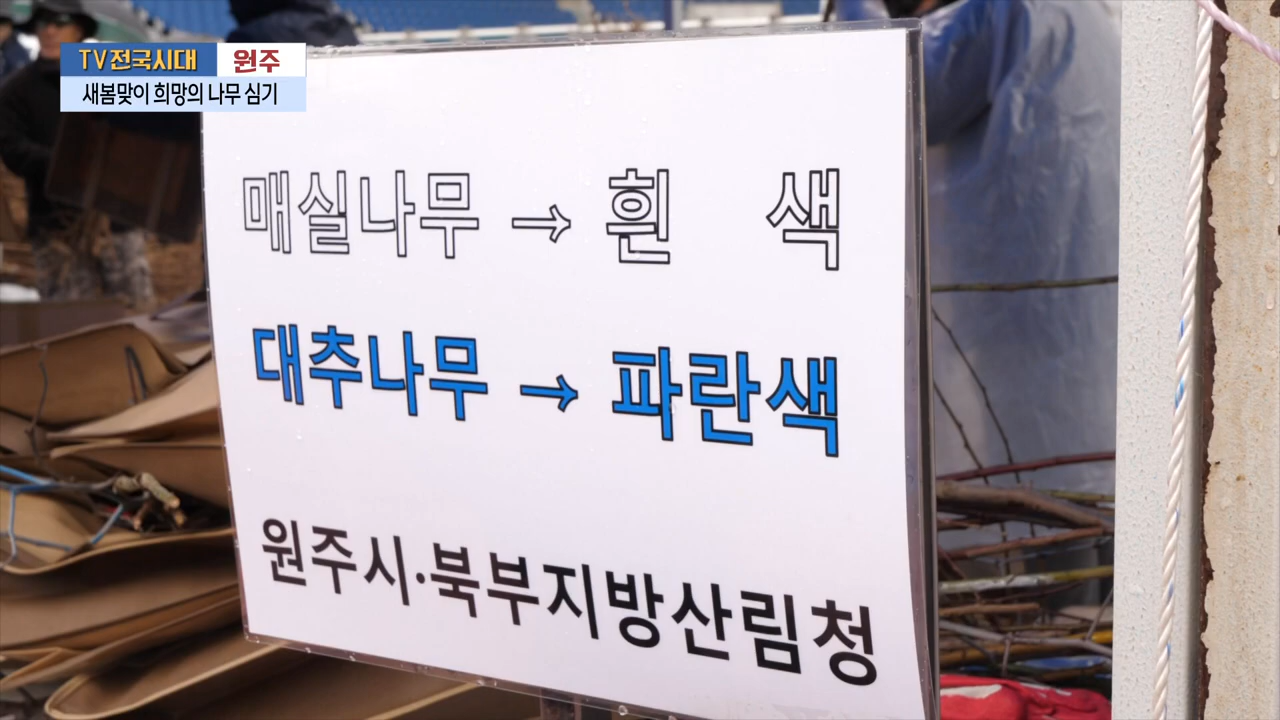 TV전국시대 원주
새봄맞이 희망의 나무 심기
매실나무 → 흰 색
대추나무 → 파란색
원주시·북부지방산림청